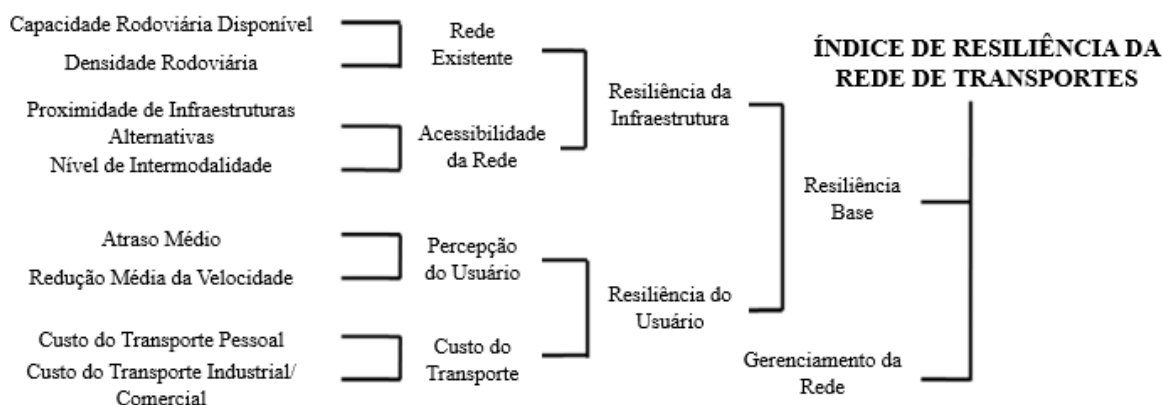 Capacidade Rodoviária Disponível
Densidade Rodoviária
Proximidade de Infraestruturas
Alternativas
Nível de Intermodalidade
Atraso Médio
Redução Média da Velocidade
Custo do Transporte Pessoal
Custo do Transporte Industrial/
Comercial
Rede
Existente
Acessibilidade
da Rede
Percepção
do Usuário
Custo do
Transporte
Resiliência da
Infraestrutura
Resiliência do
Usuário
Resiliência
Base
Gerenciamento da
Rede
ÍNDICE DE RESILIÊNCIA DA
REDE DE TRANSPORTES